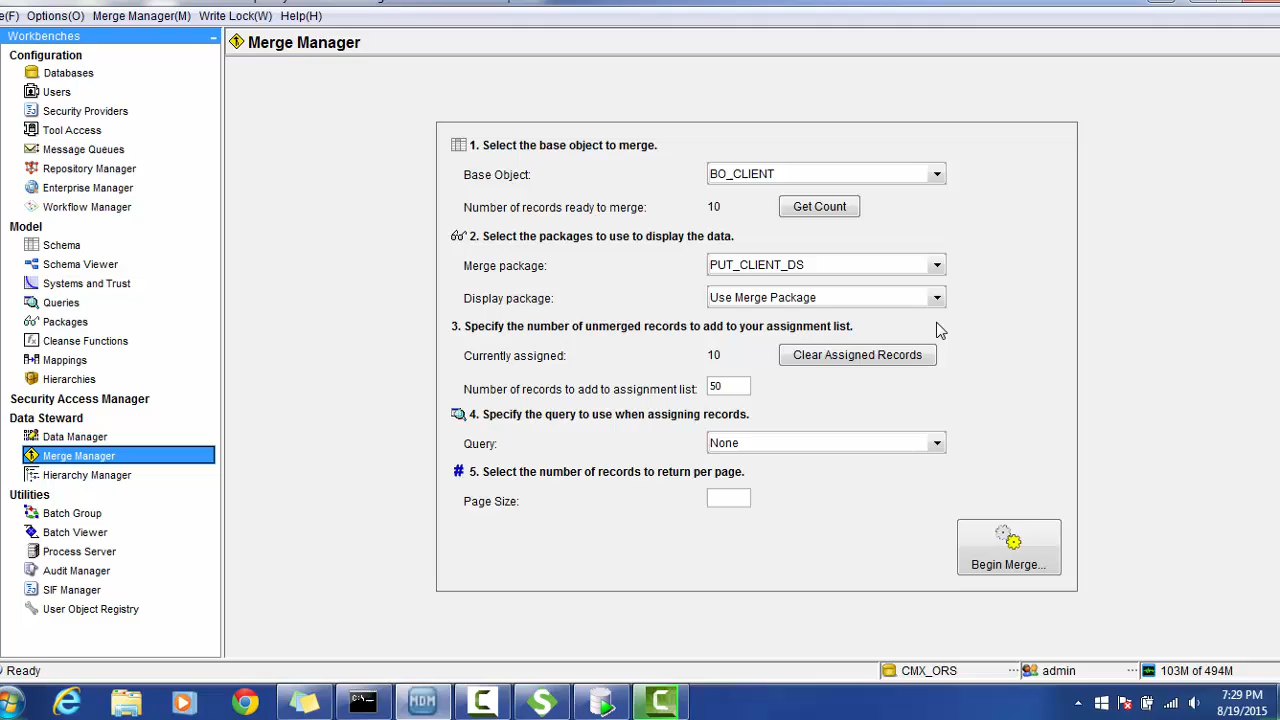 e(F) Options(O) Merge Manager(M) Write Lock(W) Help(H)
Workbenches
Configuration
Databases
Users
Security Providers
Tool Access
Message Queues
Repository Manager
Enterprise Manager
Workflow Manager
Model
Schema
Schema Viewer
Systems and Trust
Queries
Packages
Cleanse Functions
Mappings
Hierarchies
Security Access Manager
Data Steward
Data Manager
Merge Manager
Hierarchy Manager
Utilities
Batch Group
Batch Viewer
Process Server
Audit Manager
SIF Manager
User Object Registry
Merge Manager
1. Select the base object to merge.
Base Object: BO_CLIENT
Number of records ready to merge: 10 Get Count
2. Select the packages to use to display the data.
Merge package: PUT_CLIENT_DS
Display package: Use Merge Package
3. Specify the number of unmerged records to add to your assignment list.
Currently assigned: 10 Clear Assigned Records
Number of records to add to assignment list: 50
4. Specify the query to use when assigning records.
Query: None
# 5. Select the number of records to return per page.
Page Size:
Begin Merge...
Ready CMX_ORS ... admin ... 103M of 494M
C:\. MDM C S C
7:29 PM
8/19/2015